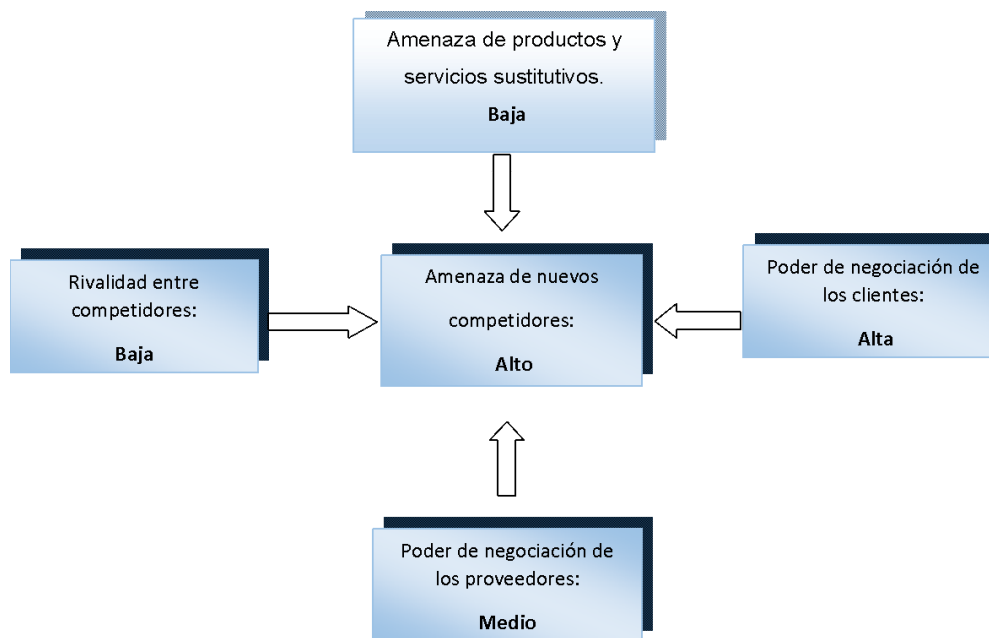 Amenaza de productos y
servicios sustitutivos.
Baja
Rivalidad entre
competidores:
Baja
Amenaza de nuevos
competidores:
Alto
Poder de negociación de
los clientes:
Alta
Poder de negociación de
los proveedores:
Medio